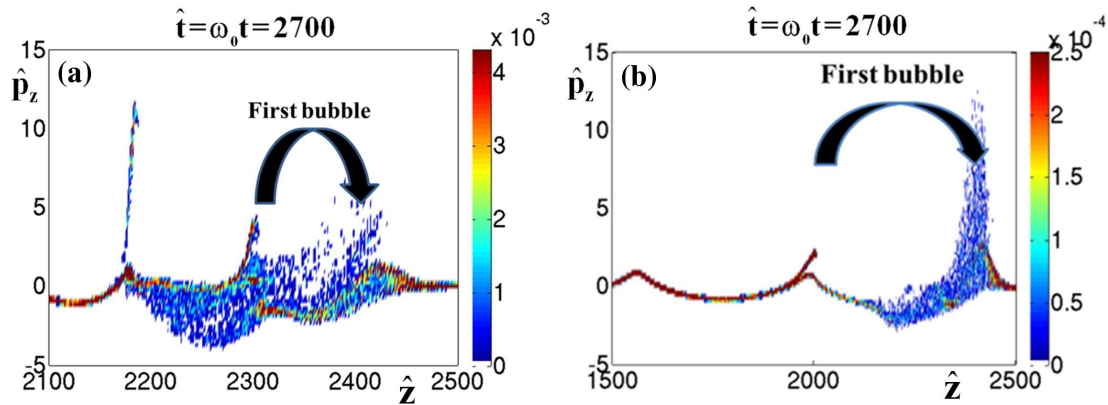 t̂=ω₀t=2700
x 10⁻³
(a)
p̂z
First bubble
15
10
5
0
-5
2100
2200
2300
2400
2500
ẑ
4
3
2
1
0
t̂=ω₀t=2700
x 10⁻⁴
(b)
p̂z
First bubble
15
10
5
0
-5
1500
2000
2500
ẑ
2.5
2
1.5
1
0.5
0